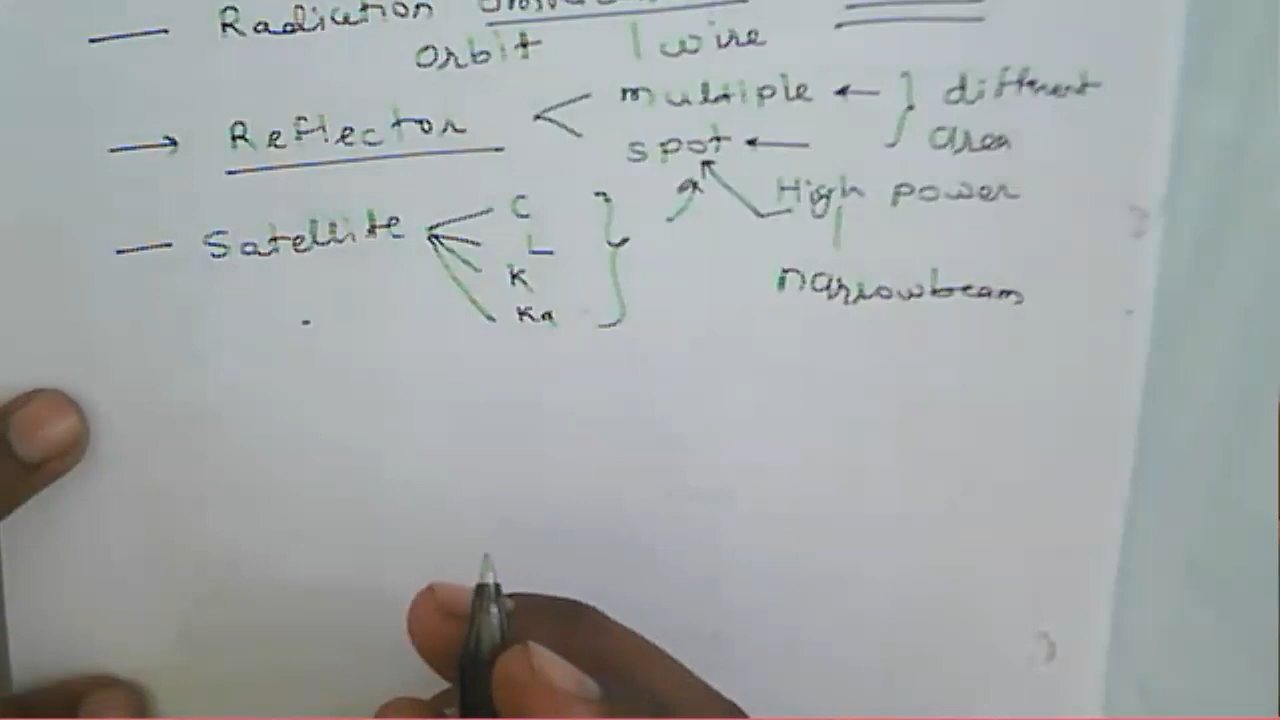 — Radiation
orbit | wire
→ Reflector < multiple ← } different
spot ← area
High power
— Satellite C
L
K
Ka
narrowbeam